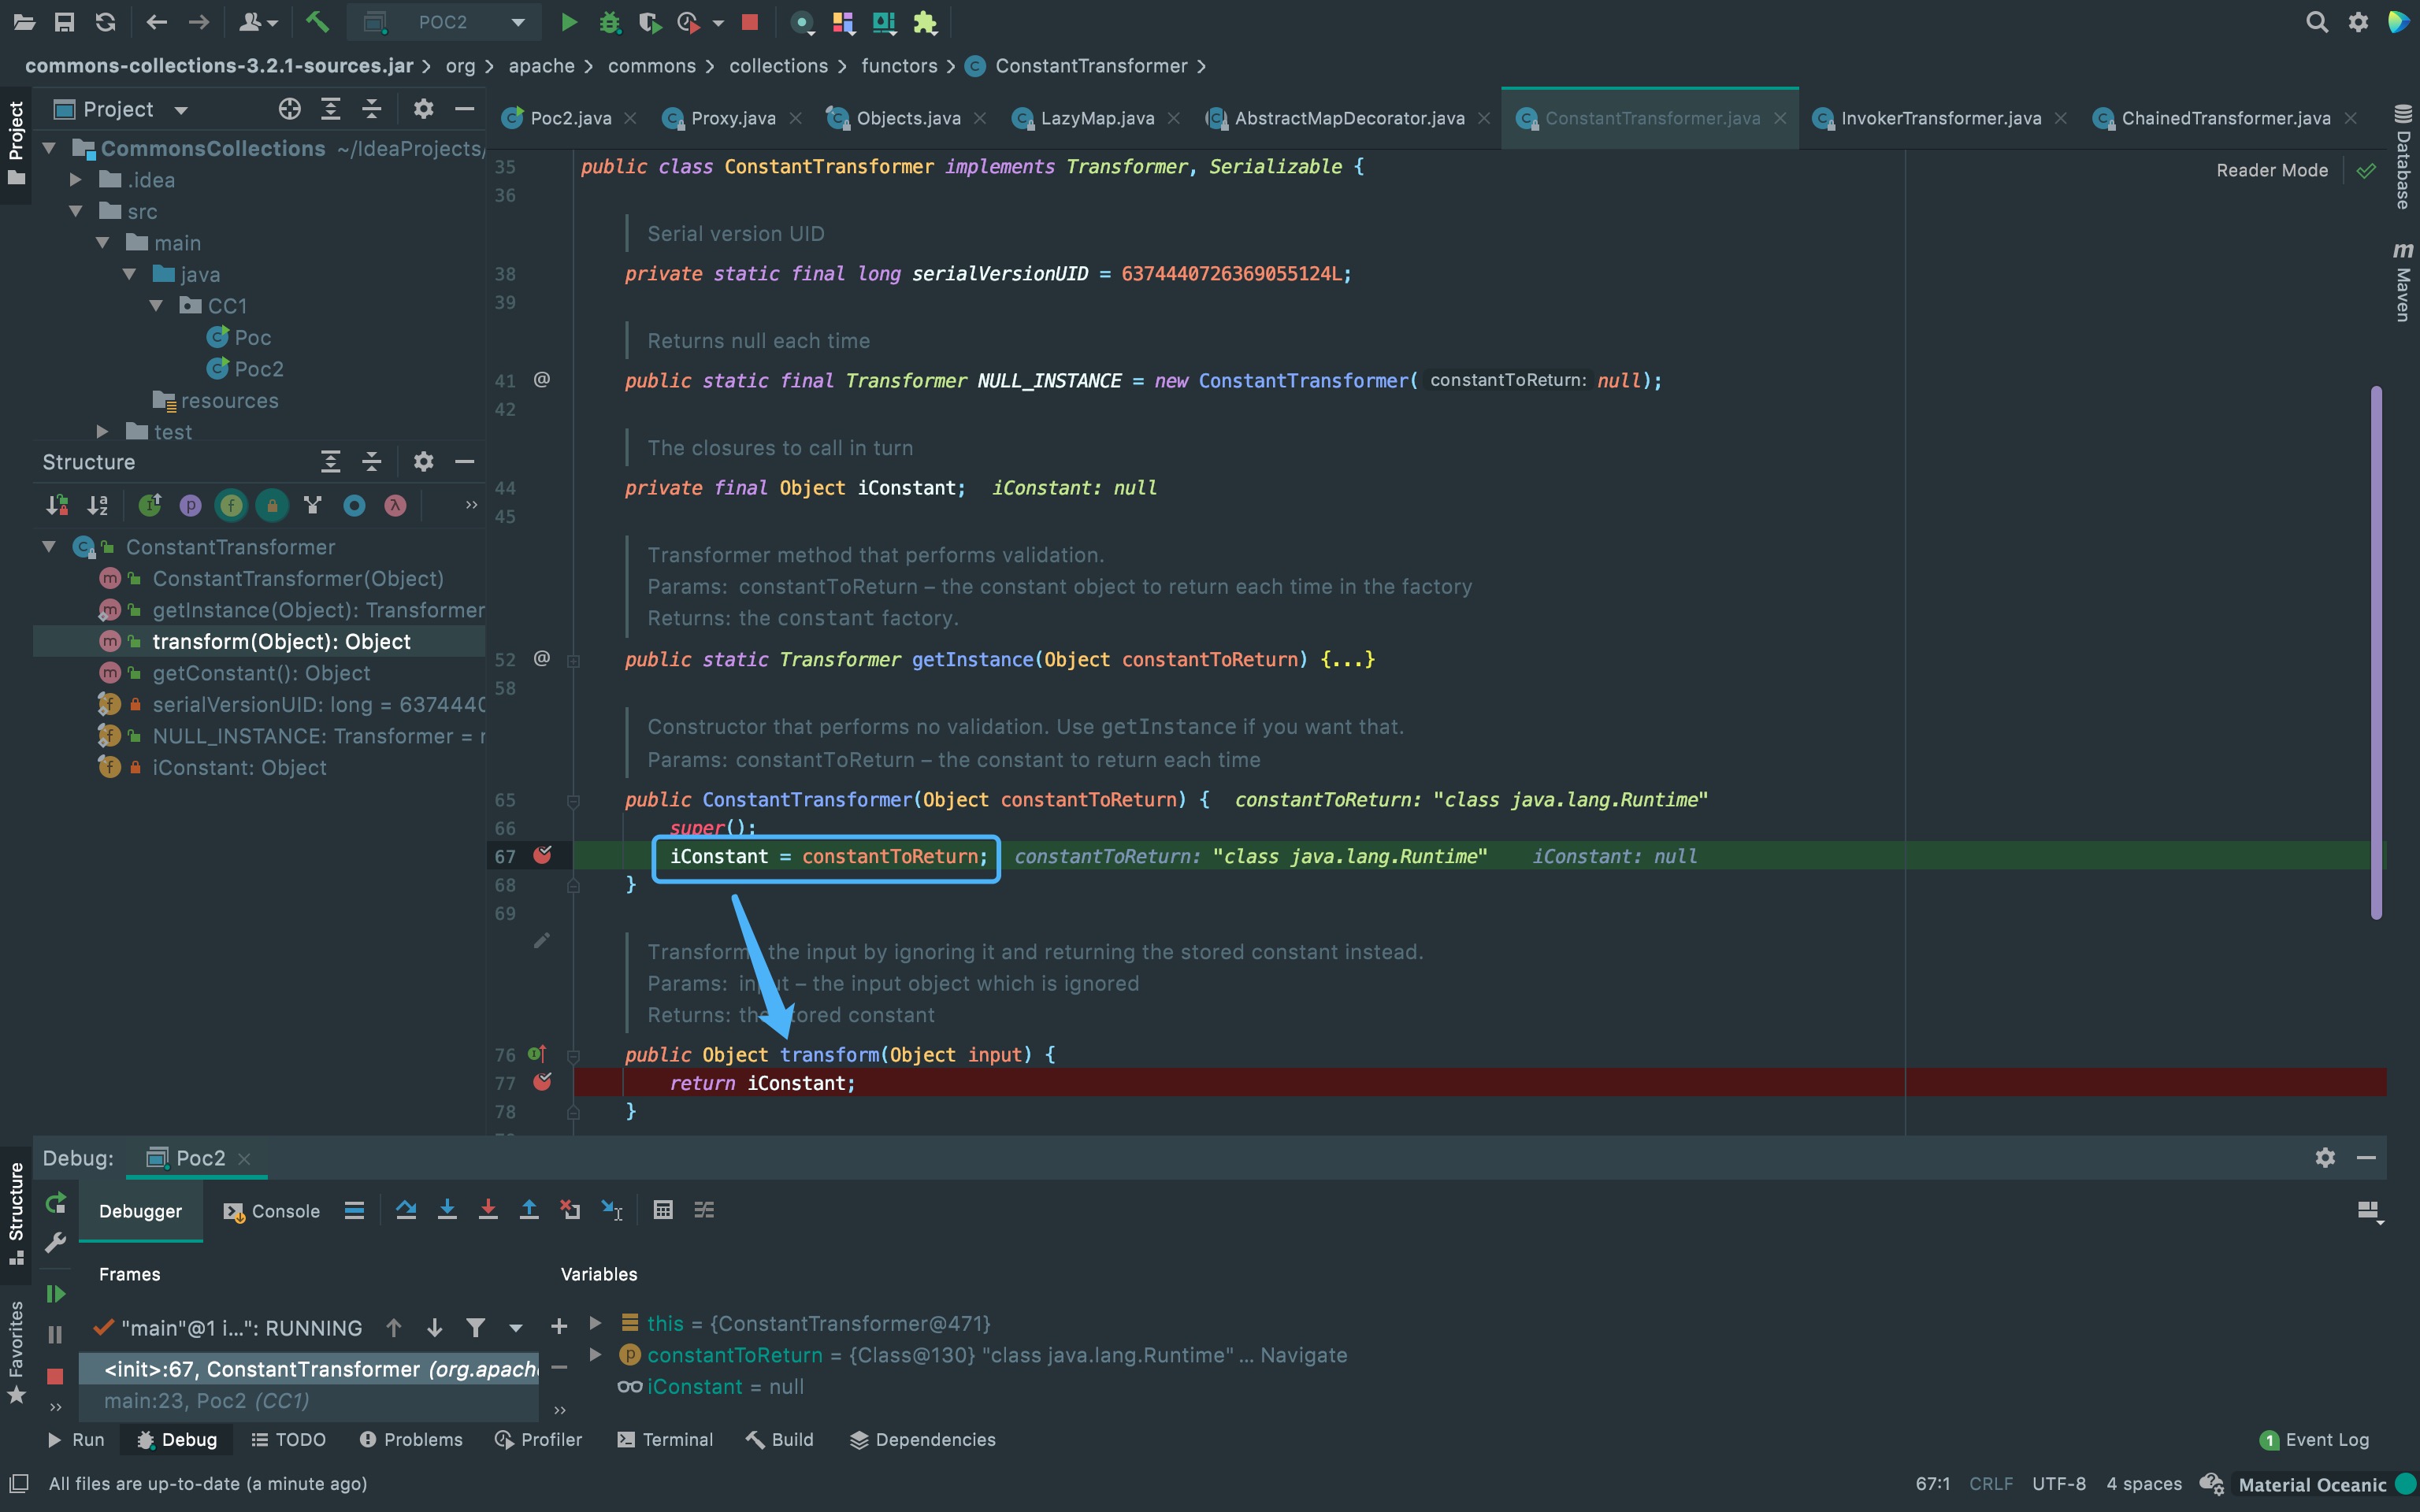 POC2
commons-collections-3.2.1-sources.jar org apache commons collections functors ConstantTransformer
Project
Project
CommonsCollections ~/IdeaProjects/
.idea
src
main
java
CC1
Poc
Poc2
resources
test
Structure
ConstantTransformer
ConstantTransformer(Object)
getInstance(Object): Transformer
transform(Object): Object
getConstant(): Object
serialVersionUID: long = 6374440
NULL_INSTANCE: Transformer =
iConstant: Object
Poc2.java Proxy.java Objects.java LazyMap.java AbstractMapDecorator.java ConstantTransformer.java InvokerTransformer.java ChainedTransformer.java
Reader Mode
Database
Maven
35 public class ConstantTransformer implements Transformer, Serializable {
36
Serial version UID
38 private static final long serialVersionUID = 6374440726369055124L;
39
Returns null each time
41 @ public static final Transformer NULL_INSTANCE = new ConstantTransformer( constantToReturn: null);
42
The closures to call in turn
44 private final Object iConstant; iConstant: null
45
Transformer method that performs validation.
Params: constantToReturn – the constant object to return each time in the factory
Returns: the constant factory.
52 @ public static Transformer getInstance(Object constantToReturn) {...}
58
Constructor that performs no validation. Use getInstance if you want that.
Params: constantToReturn – the constant to return each time
65 public ConstantTransformer(Object constantToReturn) { constantToReturn: "class java.lang.Runtime"
66 super();
67 iConstant = constantToReturn; constantToReturn: "class java.lang.Runtime" iConstant: null
68 }
69
Transform the input by ignoring it and returning the stored constant instead.
Params: input – the input object which is ignored
Returns: the stored constant
76 public Object transform(Object input) {
77 return iConstant;
78 }
Debug: Poc2
Debugger Console
Frames Variables
"main"@1 i...": RUNNING
<init>:67, ConstantTransformer (org.apach
main:23, Poc2 (CC1)
this = {ConstantTransformer@471}
constantToReturn = {Class@130} "class java.lang.Runtime" ... Navigate
iConstant = null
Structure
Favorites
Run Debug TODO Problems Profiler Terminal Build Dependencies 1 Event Log
All files are up-to-date (a minute ago) 67:1 CRLF UTF-8 4 spaces Material Oceanic